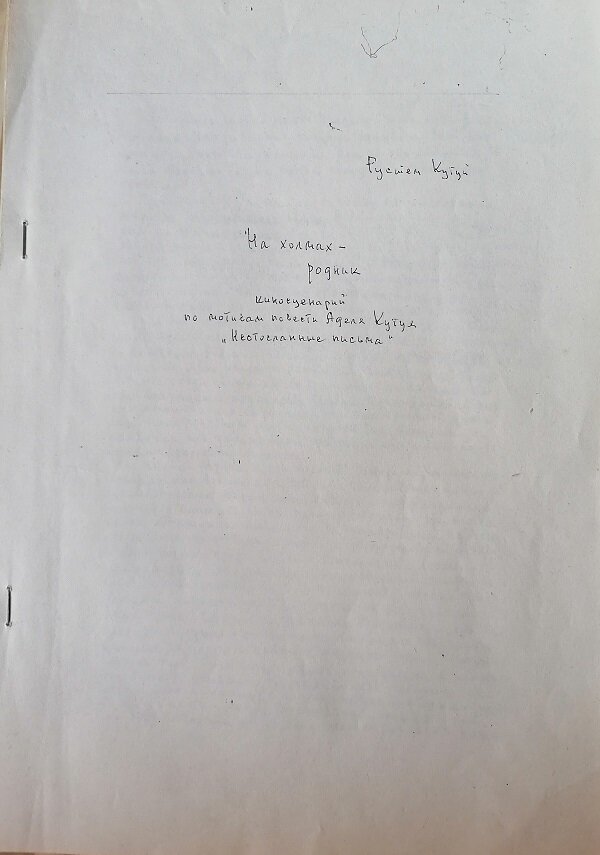 Рустем Кутуй
На холмах –
родник
киносценарий
по мотивам повести Аделя Кутуя
„Неотосланные письма"